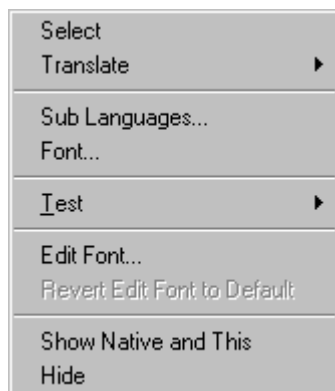 Select
Translate
Sub Languages...
Font...
Test
Edit Font...
Revert Edit Font to Default
Show Native and This
Hide